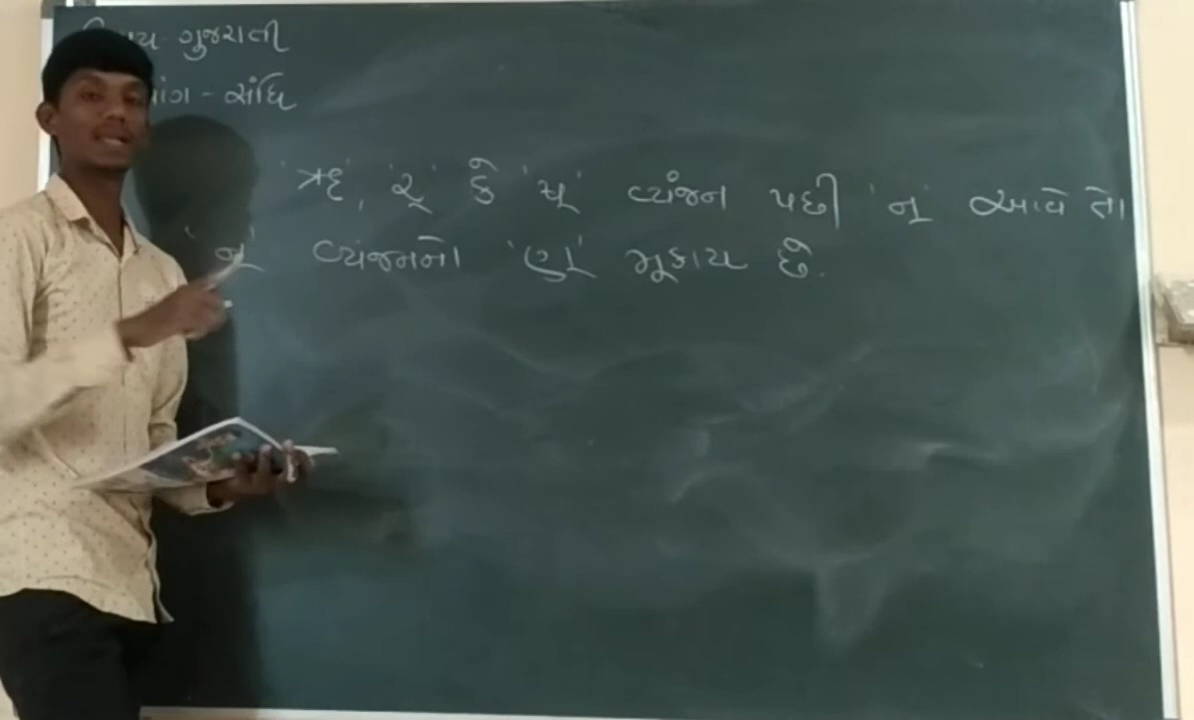 ગુજરાતી
- સંધિ
'ઋ', 'ર્' કે 'ષ્' વ્યંજન પછી 'ન્' આવે તો
'ન્' વ્યંજનનો 'ણ્' મૂકાય છે.